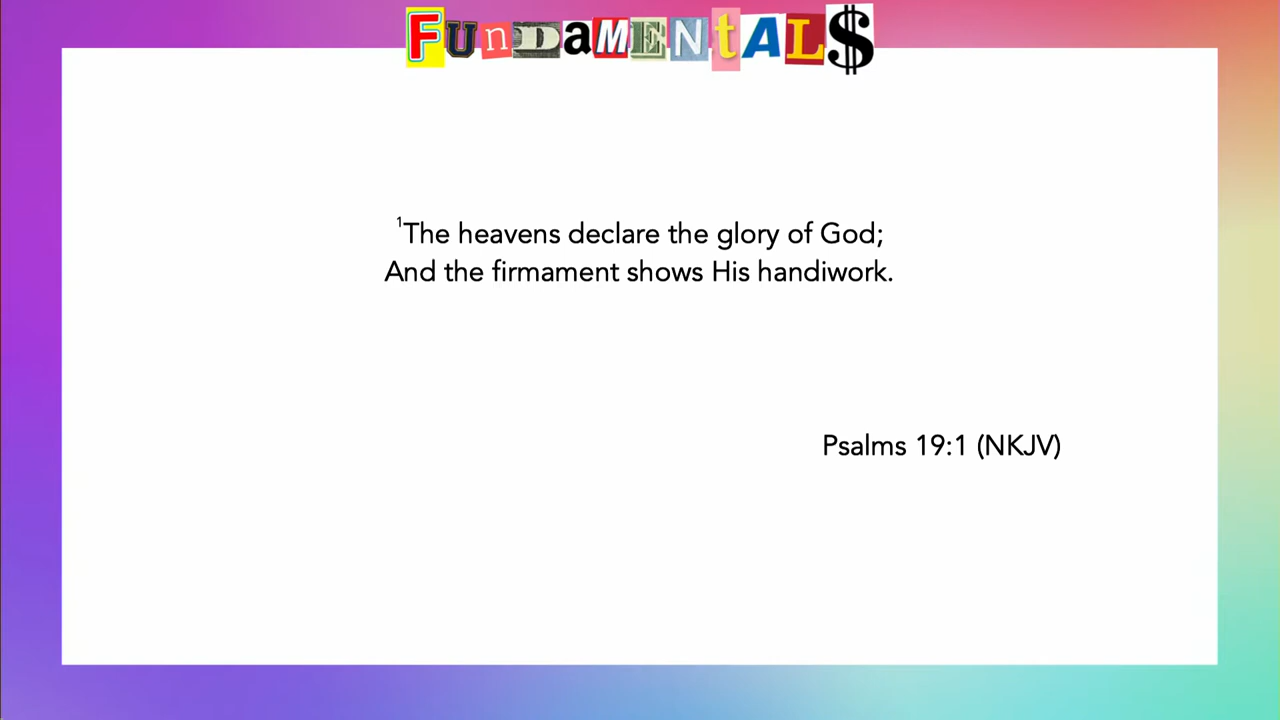 FUnDaMENtAL$
¹The heavens declare the glory of God;
And the firmament shows His handiwork.
Psalms 19:1 (NKJV)